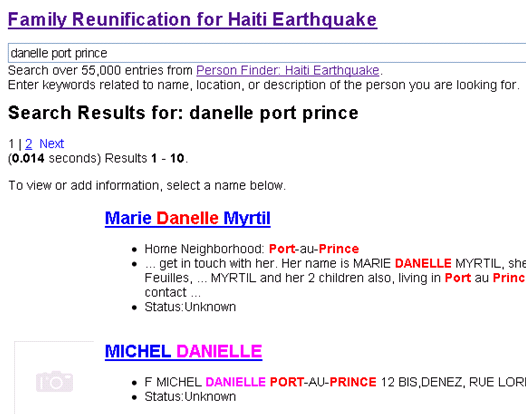 Family Reunification for Haiti Earthquake
danelle port prince
Search over 55,000 entries from Person Finder: Haiti Earthquake.
Enter keywords related to name, location, or description of the person you are looking for.
Search Results for: danelle port prince
1 | 2 Next
(0.014 seconds) Results 1 - 10.
To view or add information, select a name below.
Marie Danelle Myrtil
• Home Neighborhood: Port-au-Prince
• ... get in touch with her. Her name is MARIE DANELLE MYRTIL, she
Feuilles, ... MYRTIL and her 2 children also, living in Port au Princ
contact ...
• Status:Unknown
MICHEL DANIELLE
• F MICHEL DANIELLE PORT-AU-PRINCE 12 BIS,DENEZ, RUE LORI
• Status:Unknown